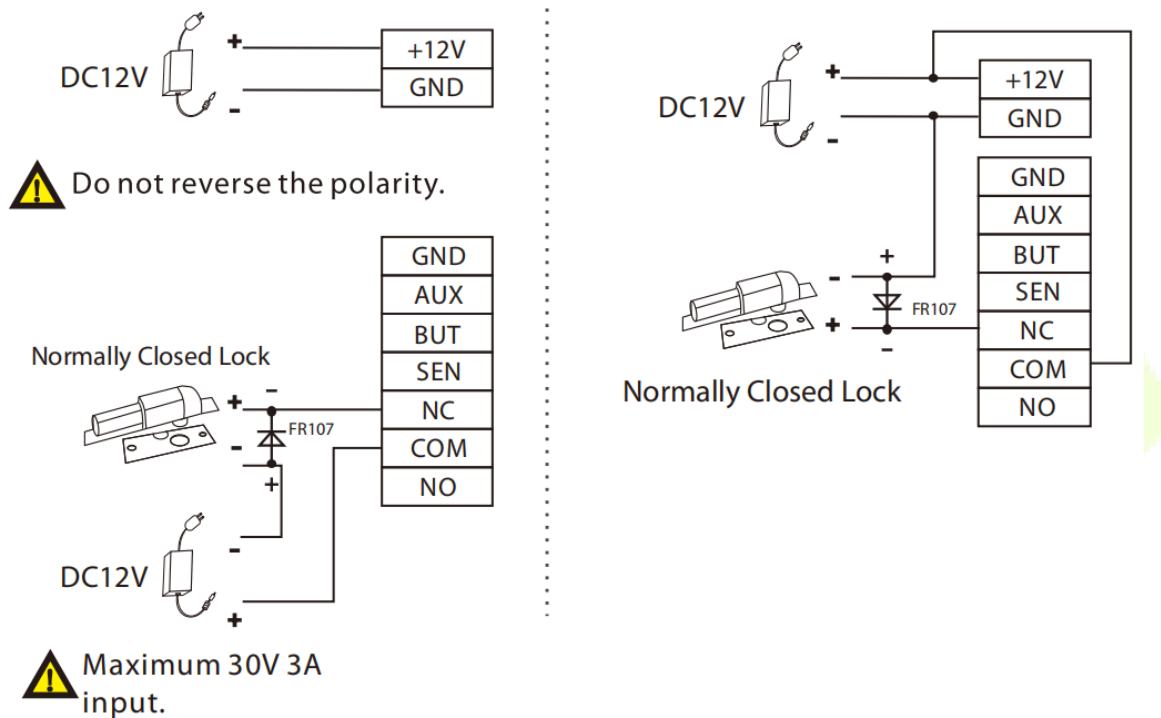 DC12V
+
-
+12V
GND
Do not reverse the polarity.
GND
AUX
BUT
SEN
NC
COM
NO
Normally Closed Lock
+
-
-
FR107
+
DC12V
-
+
Maximum 30V 3A
input.
DC12V
+
-
+12V
GND
GND
AUX
BUT
SEN
NC
COM
NO
-
+
+
FR107
-
Normally Closed Lock